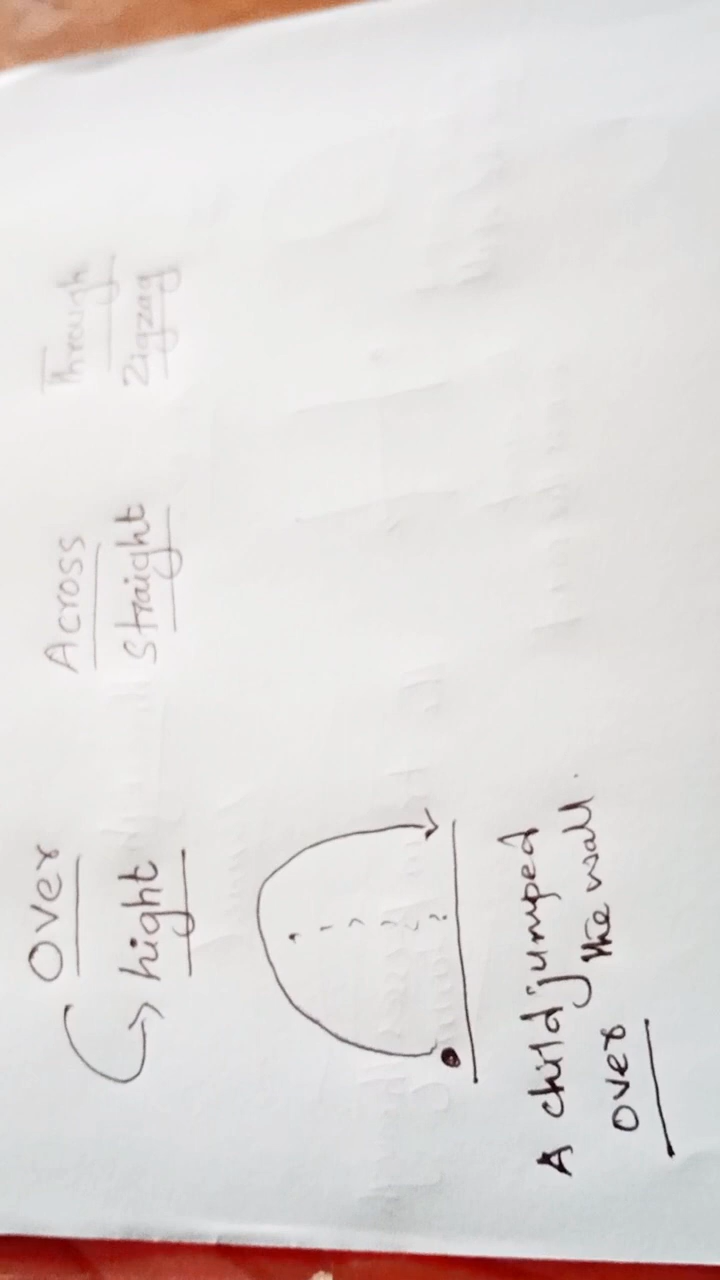 Over
hight
Across
Straight
Through
Zigzag
A child jumped
over the wall.